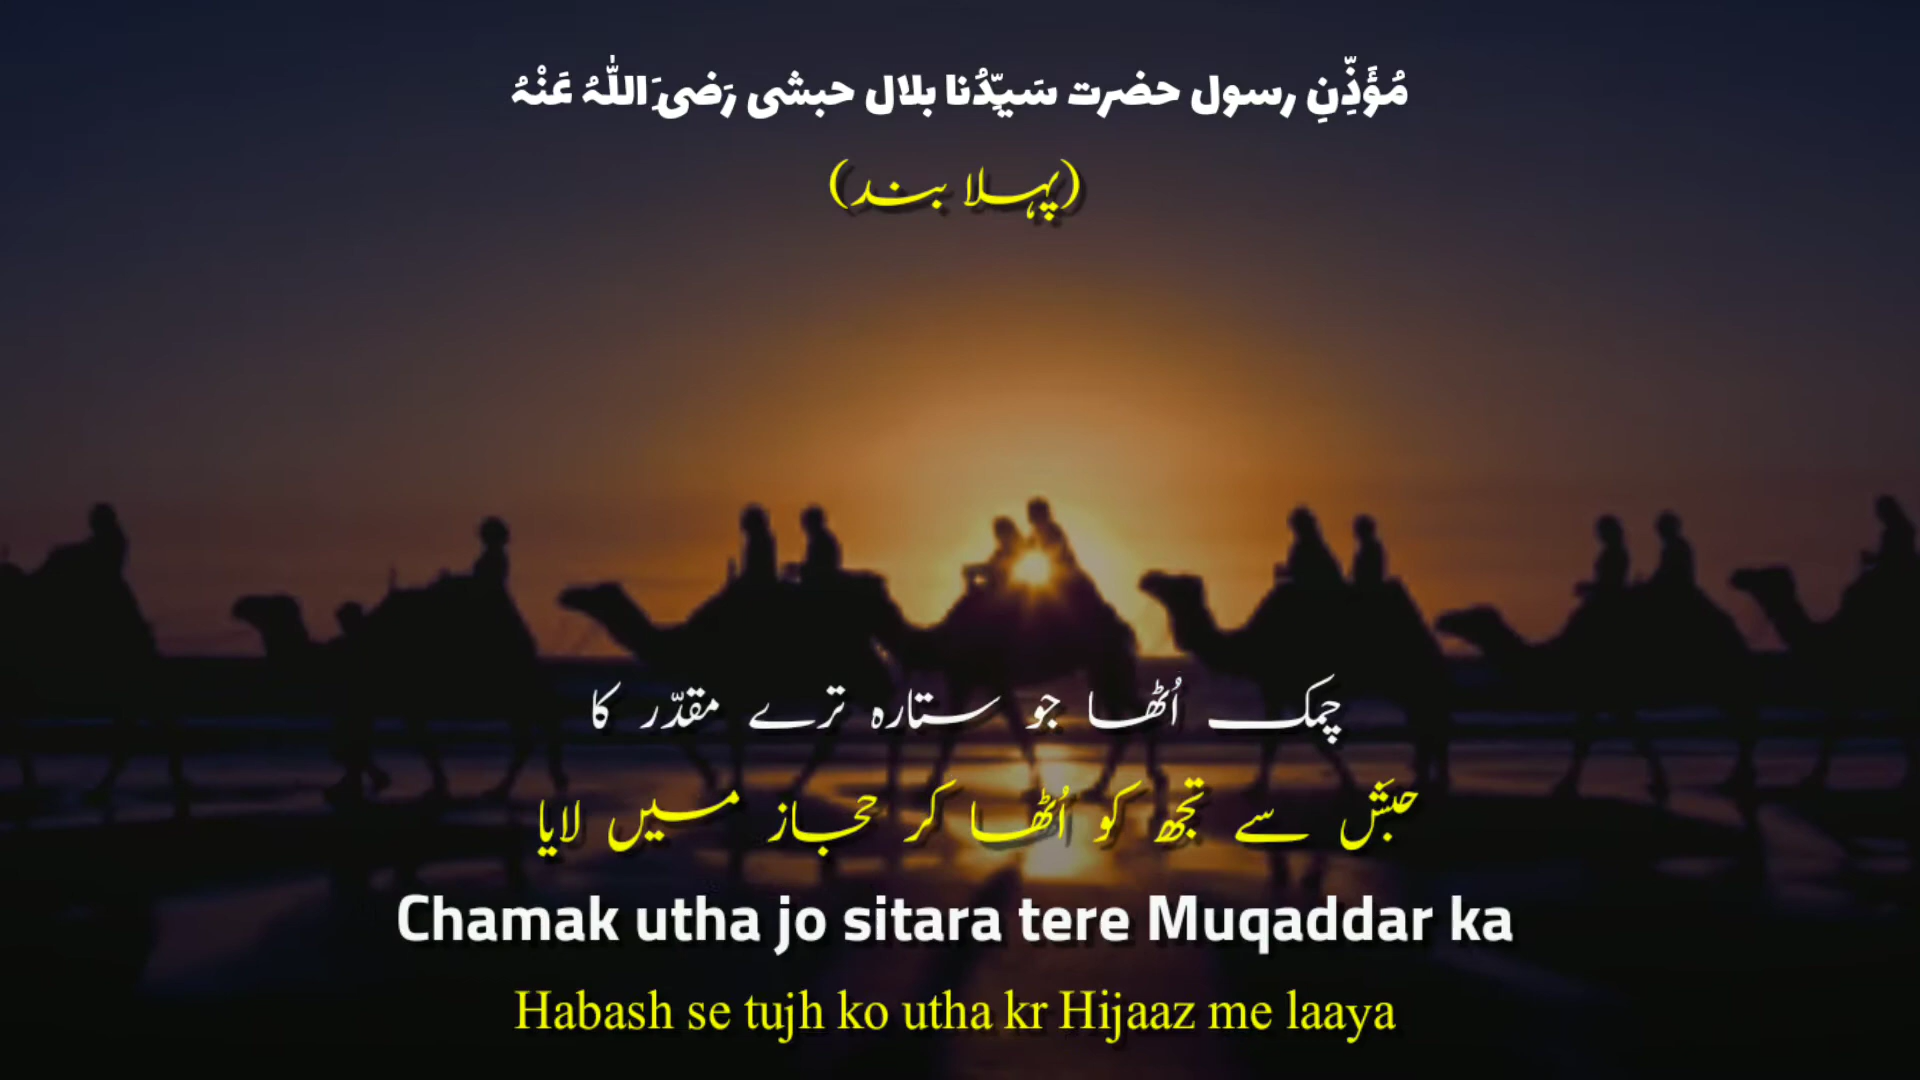 مُؤَذِّنِ رسول حضرت سَیِّدُنا بلال حبشی رَضیَ اللّٰہُ عَنْہُ
(پہلا بند)
چمک اُٹھا جو ستارہ ترے مقدّر کا
حبَش سے تجھ کو اُٹھا کر حجاز میں لایا
Chamak utha jo sitara tere Muqaddar ka
Habash se tujh ko utha kr Hijaaz me laaya